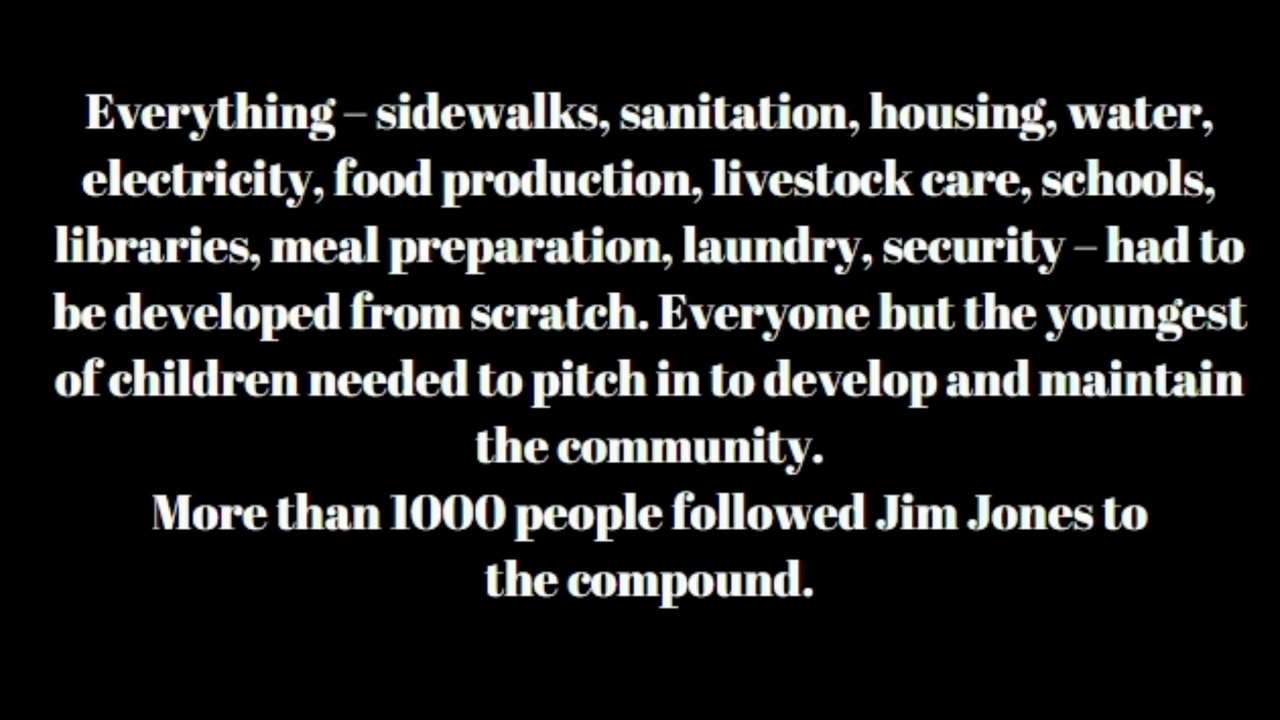 Everything – sidewalks, sanitation, housing, water,
electricity, food production, livestock care, schools,
libraries, meal preparation, laundry, security – had to
be developed from scratch. Everyone but the youngest
of children needed to pitch in to develop and maintain
the community.
More than 1000 people followed Jim Jones to
the compound.